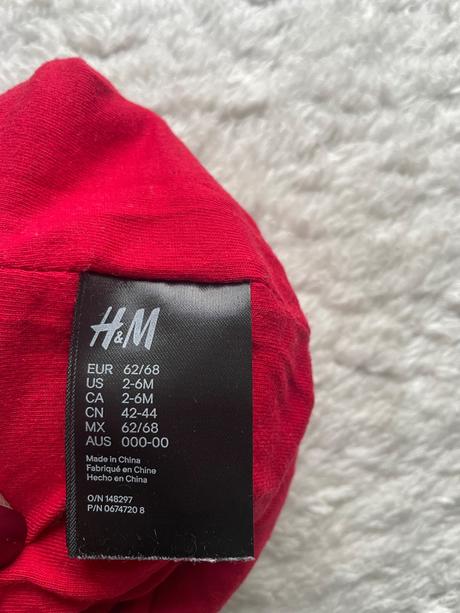 H&M
EUR 62/68
US 2-6M
CA 2-6M
CN 42-44
MX 62/68
AUS 000-00
Made in China
Fabriqué en Chine
Hecho en China
O/N 148297
P/N 0674720 8